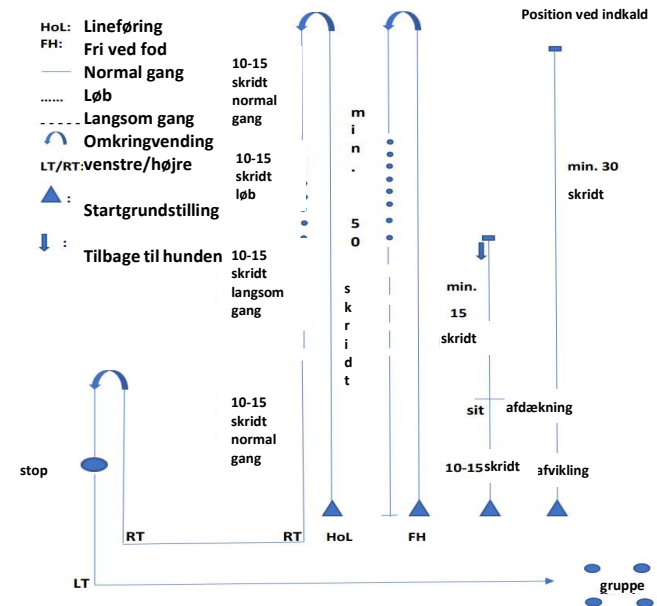 HoL: Lineføring
FH: Fri ved fod
Normal gang
Løb
Langsom gang
Omkringvending
LT/RT: venstre/højre
: Startgrundstilling
: Tilbage til hunden
10-15
skridt
normal
gang
10-15
skridt
løb
10-15
skridt
langsom
gang
10-15
skridt
normal
gang
min. 50 skridt
Position ved indkald
min. 30
skridt
min.
15
skridt
sit
afdækning
10-15 skridt
afvikling
stop
RT
RT
HoL
FH
LT
gruppe